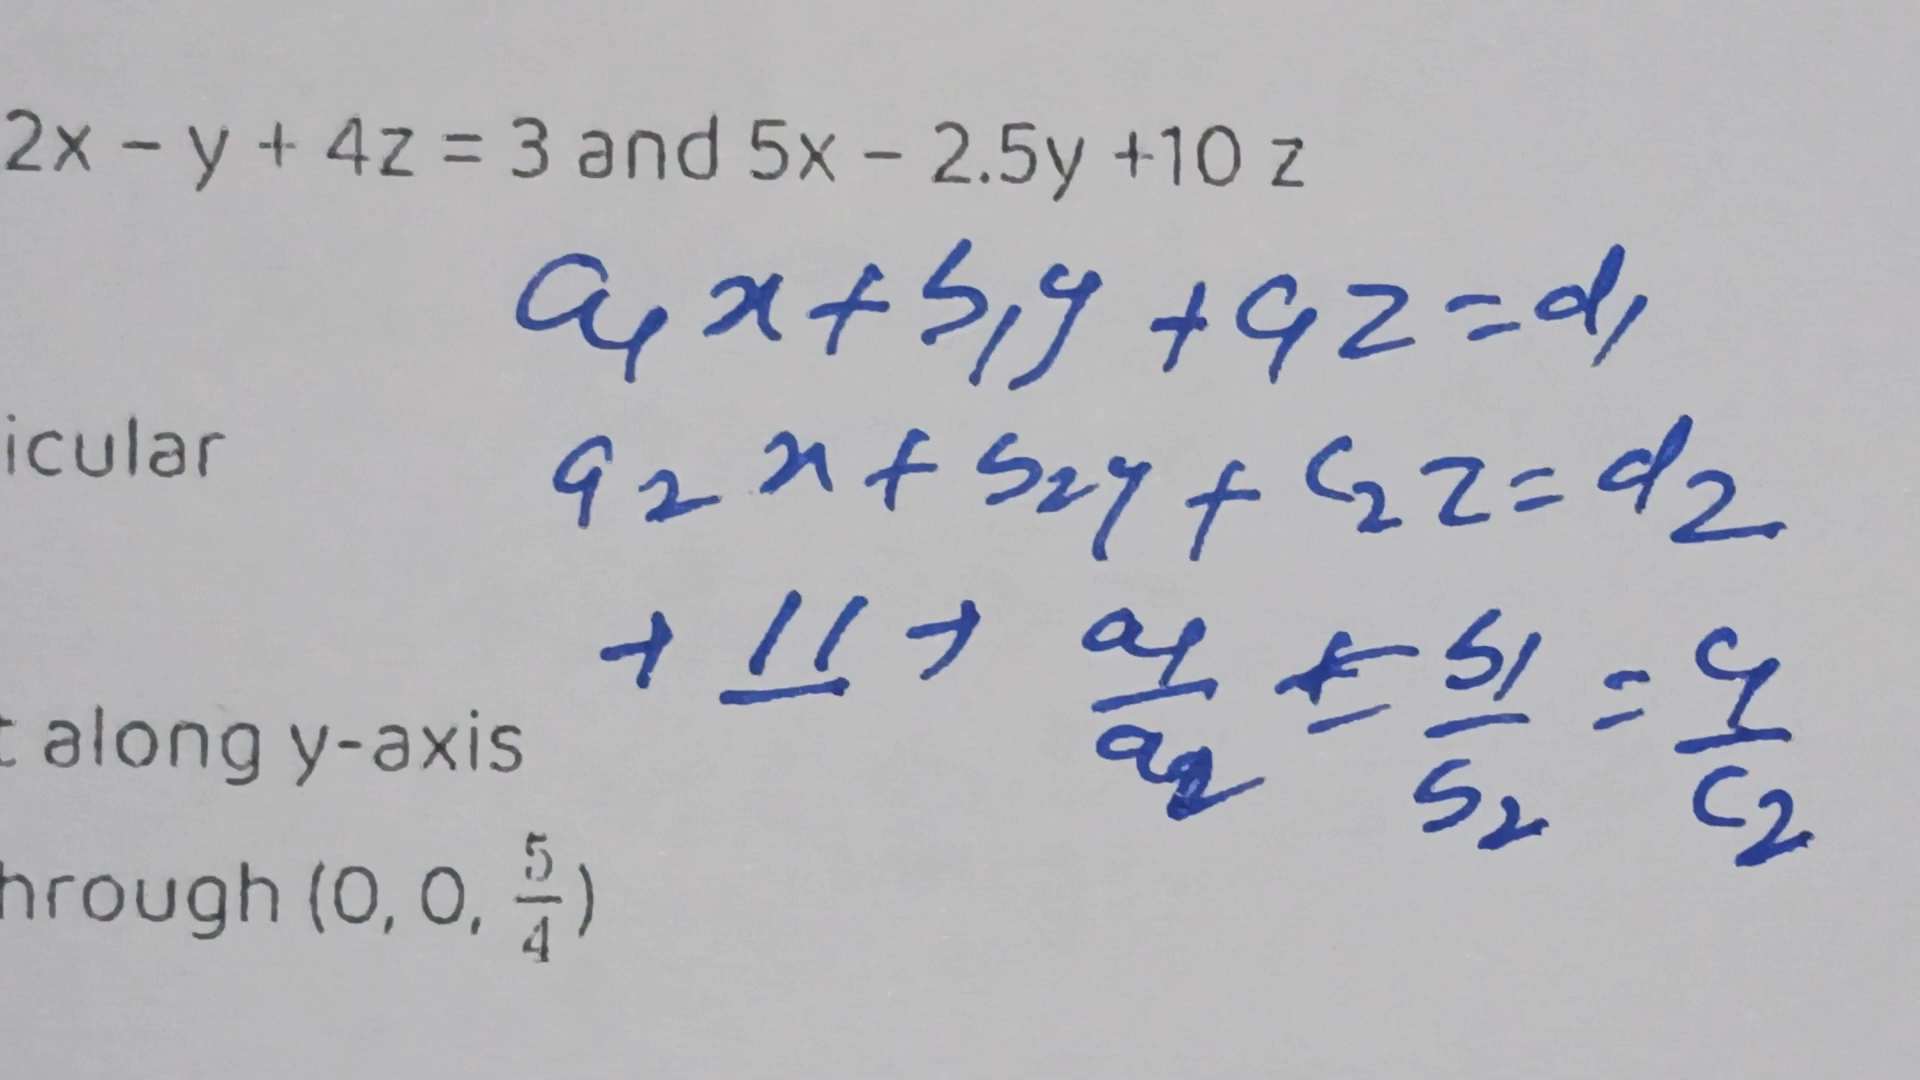 2x – y + 4z = 3 and 5x – 2.5y +10 z
a₁x + b₁y + c₁z = d₁
icular
a₂x + b₂y + c₂z = d₂
+ 11 → a₁/a₂ = b₁/b₂ = c₁/c₂
along y-axis
hrough (0, 0, 5/4)